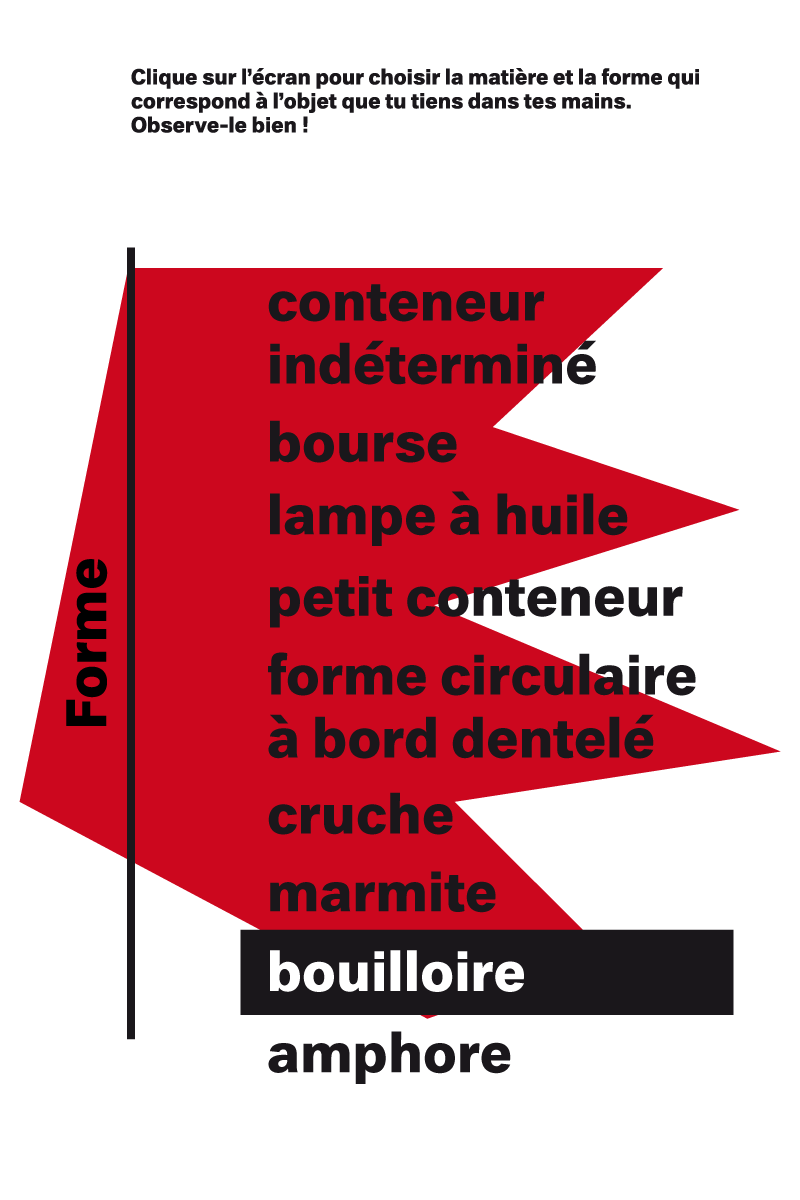 Clique sur l’écran pour choisir la matière et la forme qui
correspond à l’objet que tu tiens dans tes mains.
Observe-le bien !
Forme
conteneur
indéterminé
bourse
lampe à huile
petit conteneur
forme circulaire
à bord dentelé
cruche
marmite
bouilloire
amphore